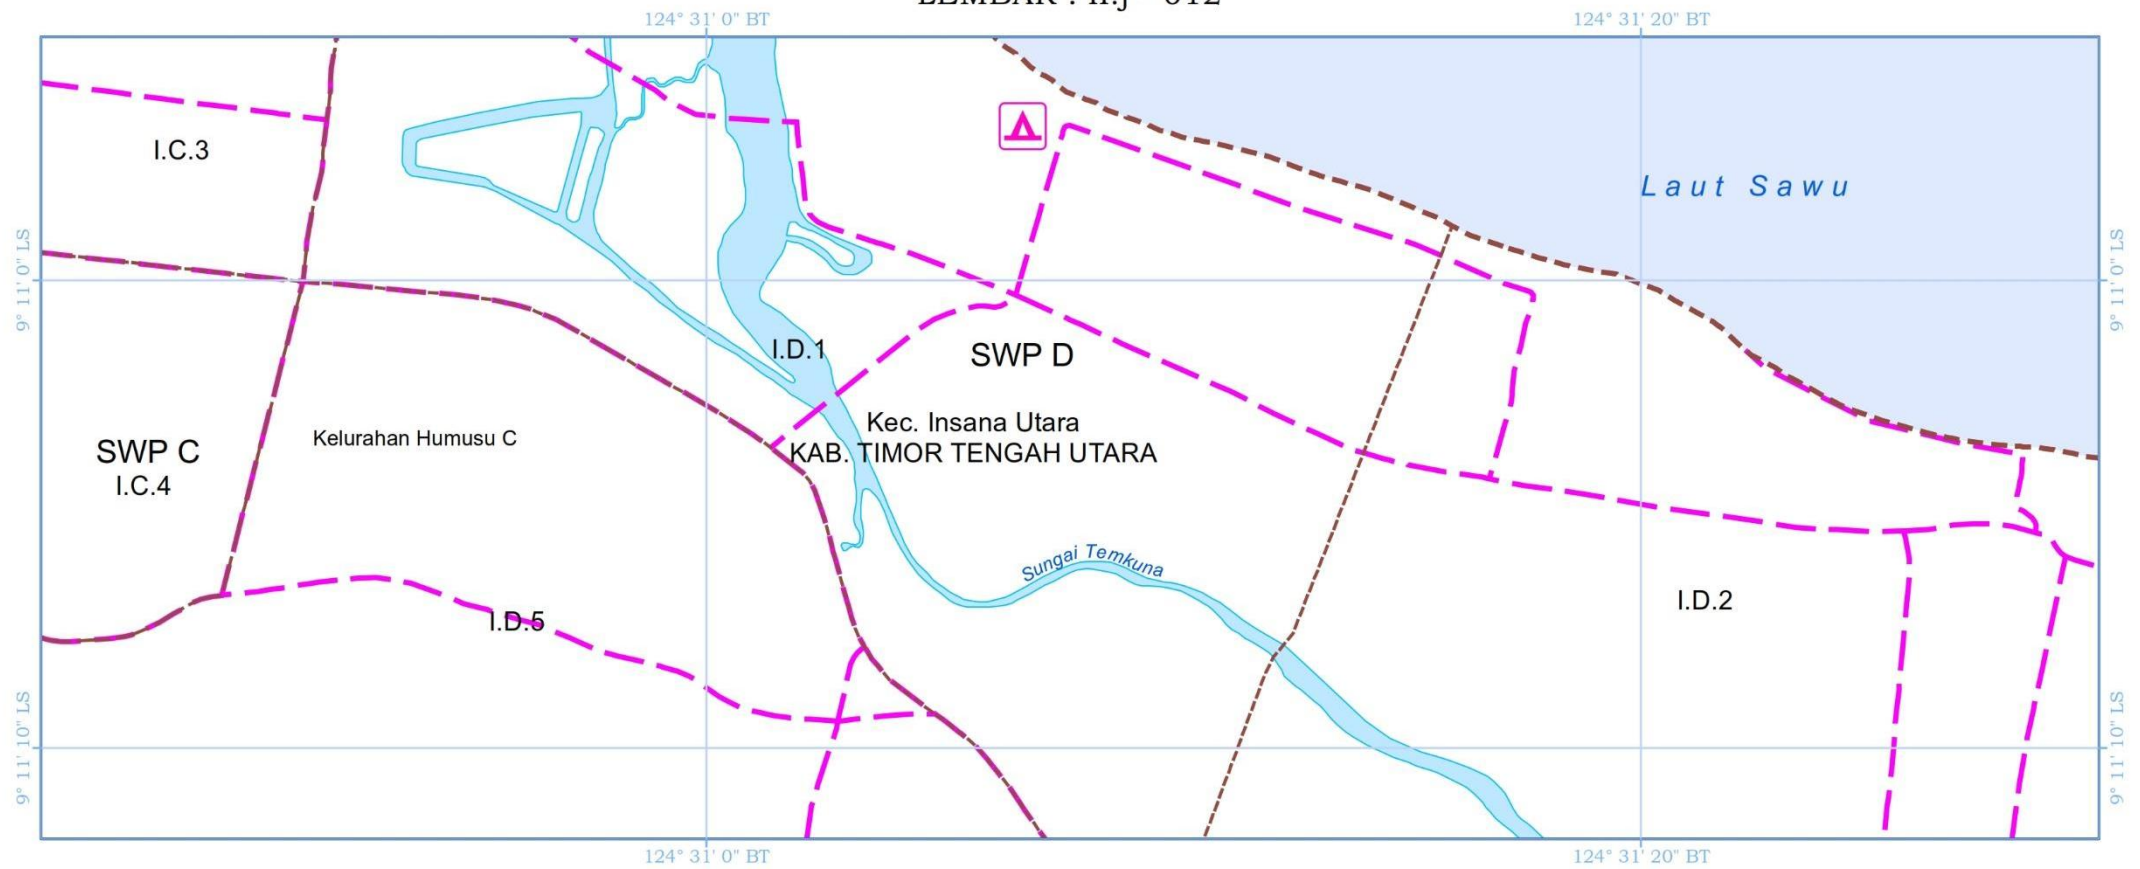 124° 31' 0" BT
124° 31' 20" BT
I.C.3
Laut Sawu
9° 11' 0" LS
9° 11' 0" LS
I.D.1
SWP D
Kec. Insana Utara
KAB. TIMOR TENGAH UTARA
Kelurahan Humusu C
SWP C
I.C.4
Sungai Temkuna
I.D.2
I.D.5
9° 11' 10" LS
9° 11' 10" LS
124° 31' 0" BT
124° 31' 20" BT